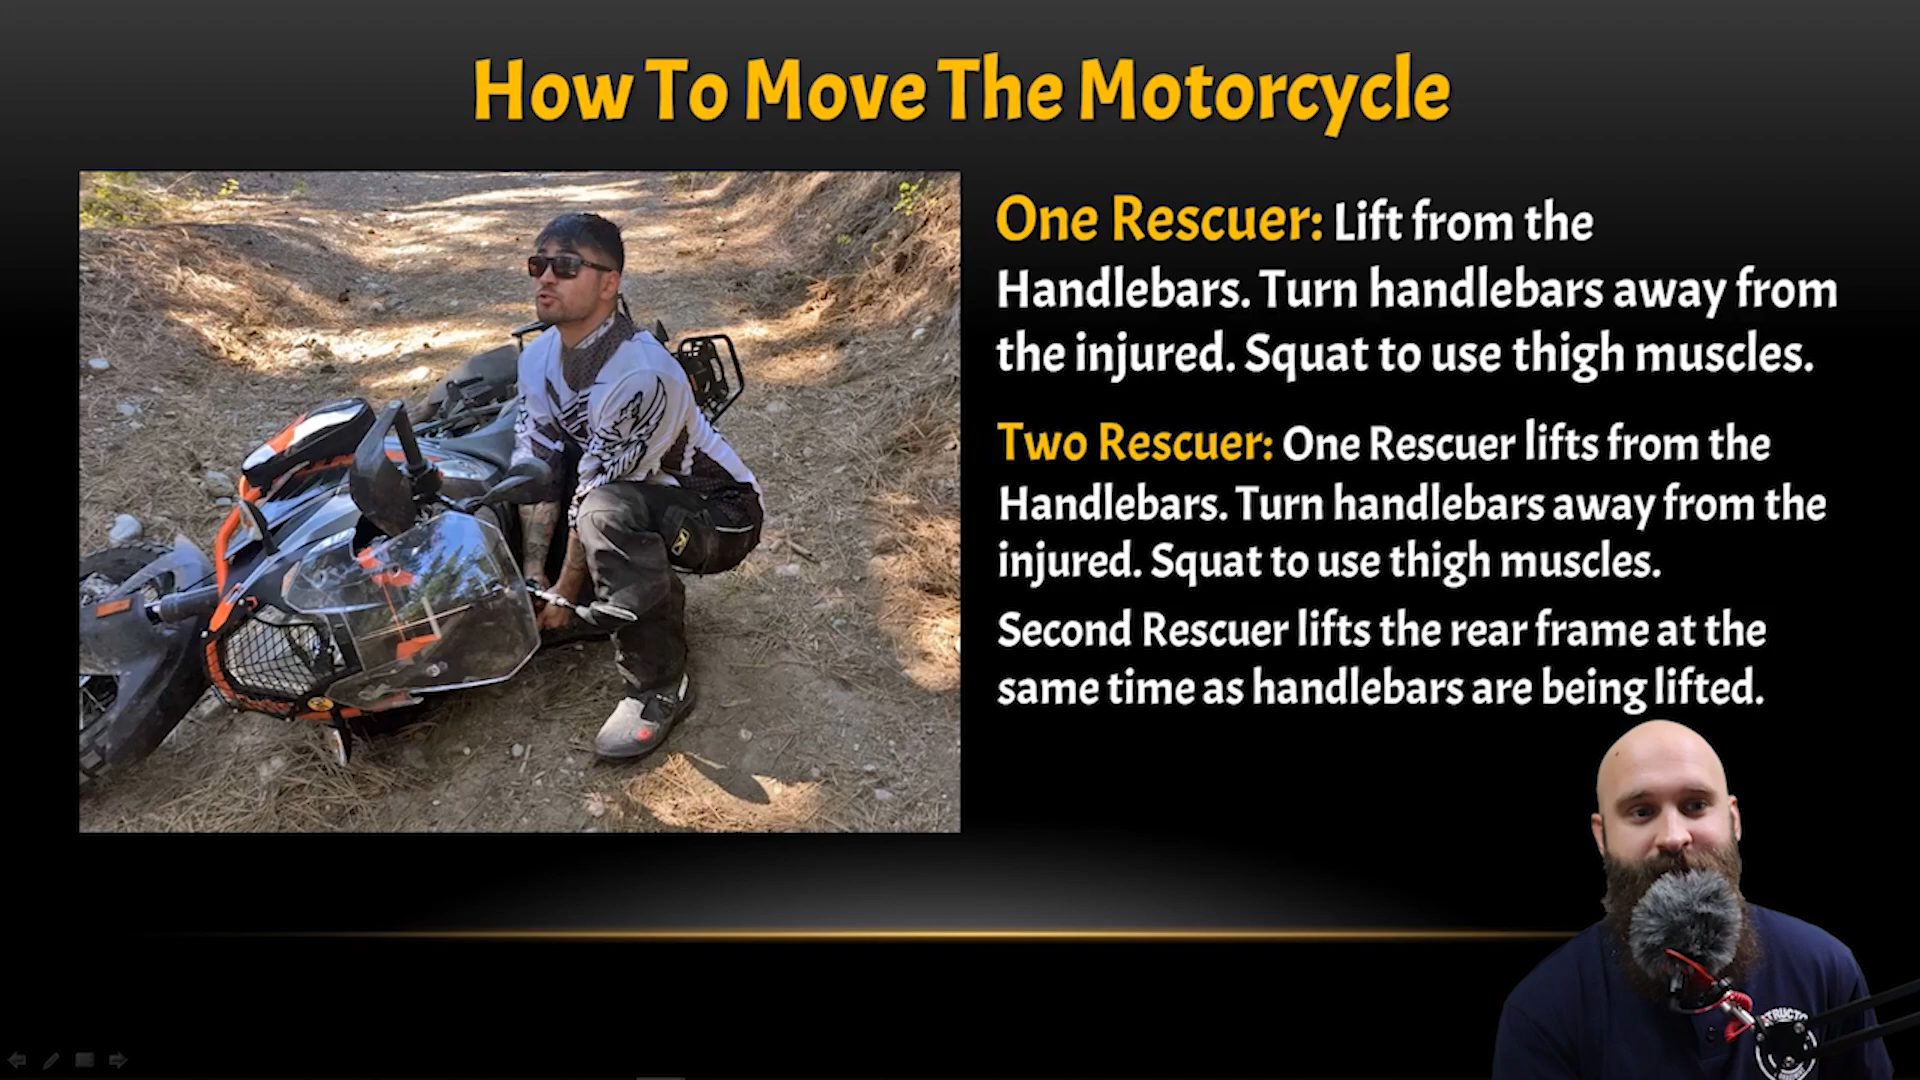 How To Move The Motorcycle
One Rescuer: Lift from the
Handlebars. Turn handlebars away from
the injured. Squat to use thigh muscles.
Two Rescuer: One Rescuer lifts from the
Handlebars. Turn handlebars away from the
injured. Squat to use thigh muscles.
Second Rescuer lifts the rear frame at the
same time as handlebars are being lifted.